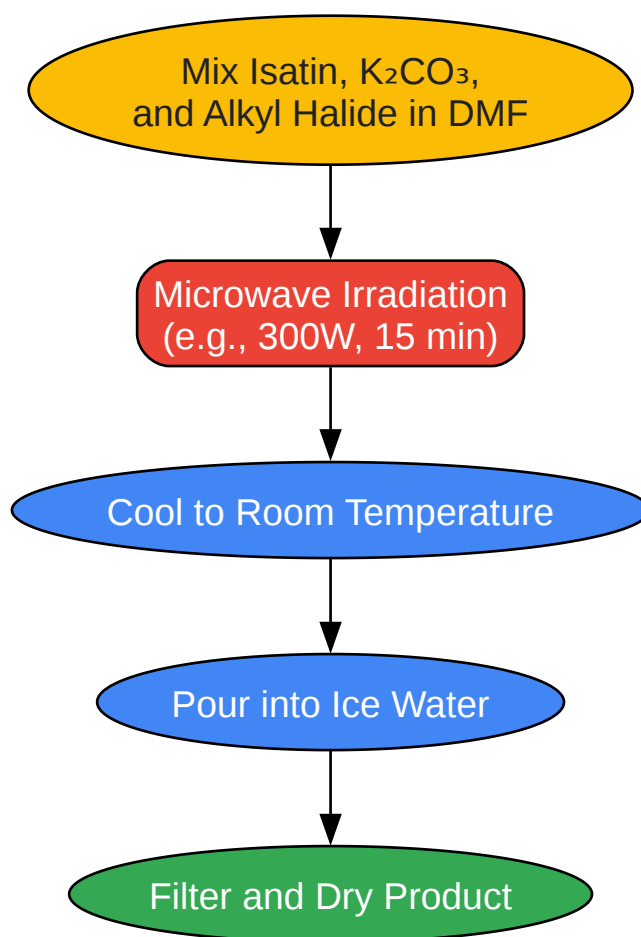 Mix Isatin, K₂CO₃,
and Alkyl Halide in DMF
Microwave Irradiation
(e.g., 300W, 15 min)
Cool to Room Temperature
Pour into Ice Water
Filter and Dry Product